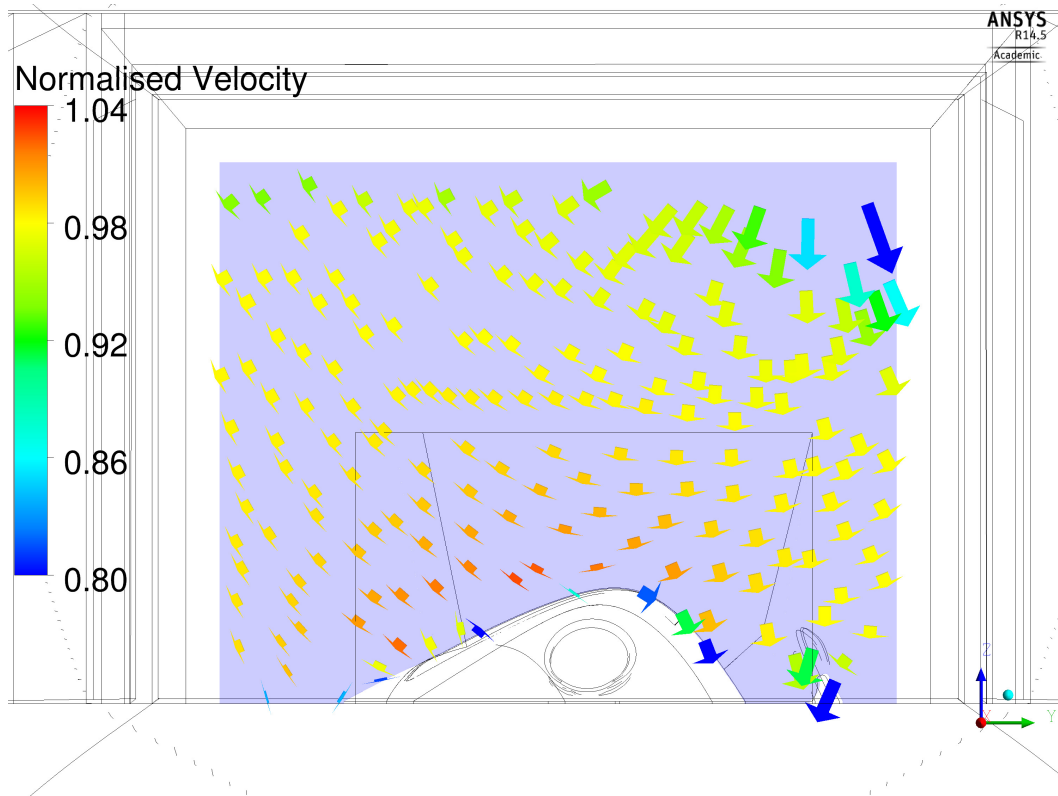 ANSYS
R14.5
Academic
Normalised Velocity
1.04
0.98
0.92
0.86
0.80
Z
X
Y